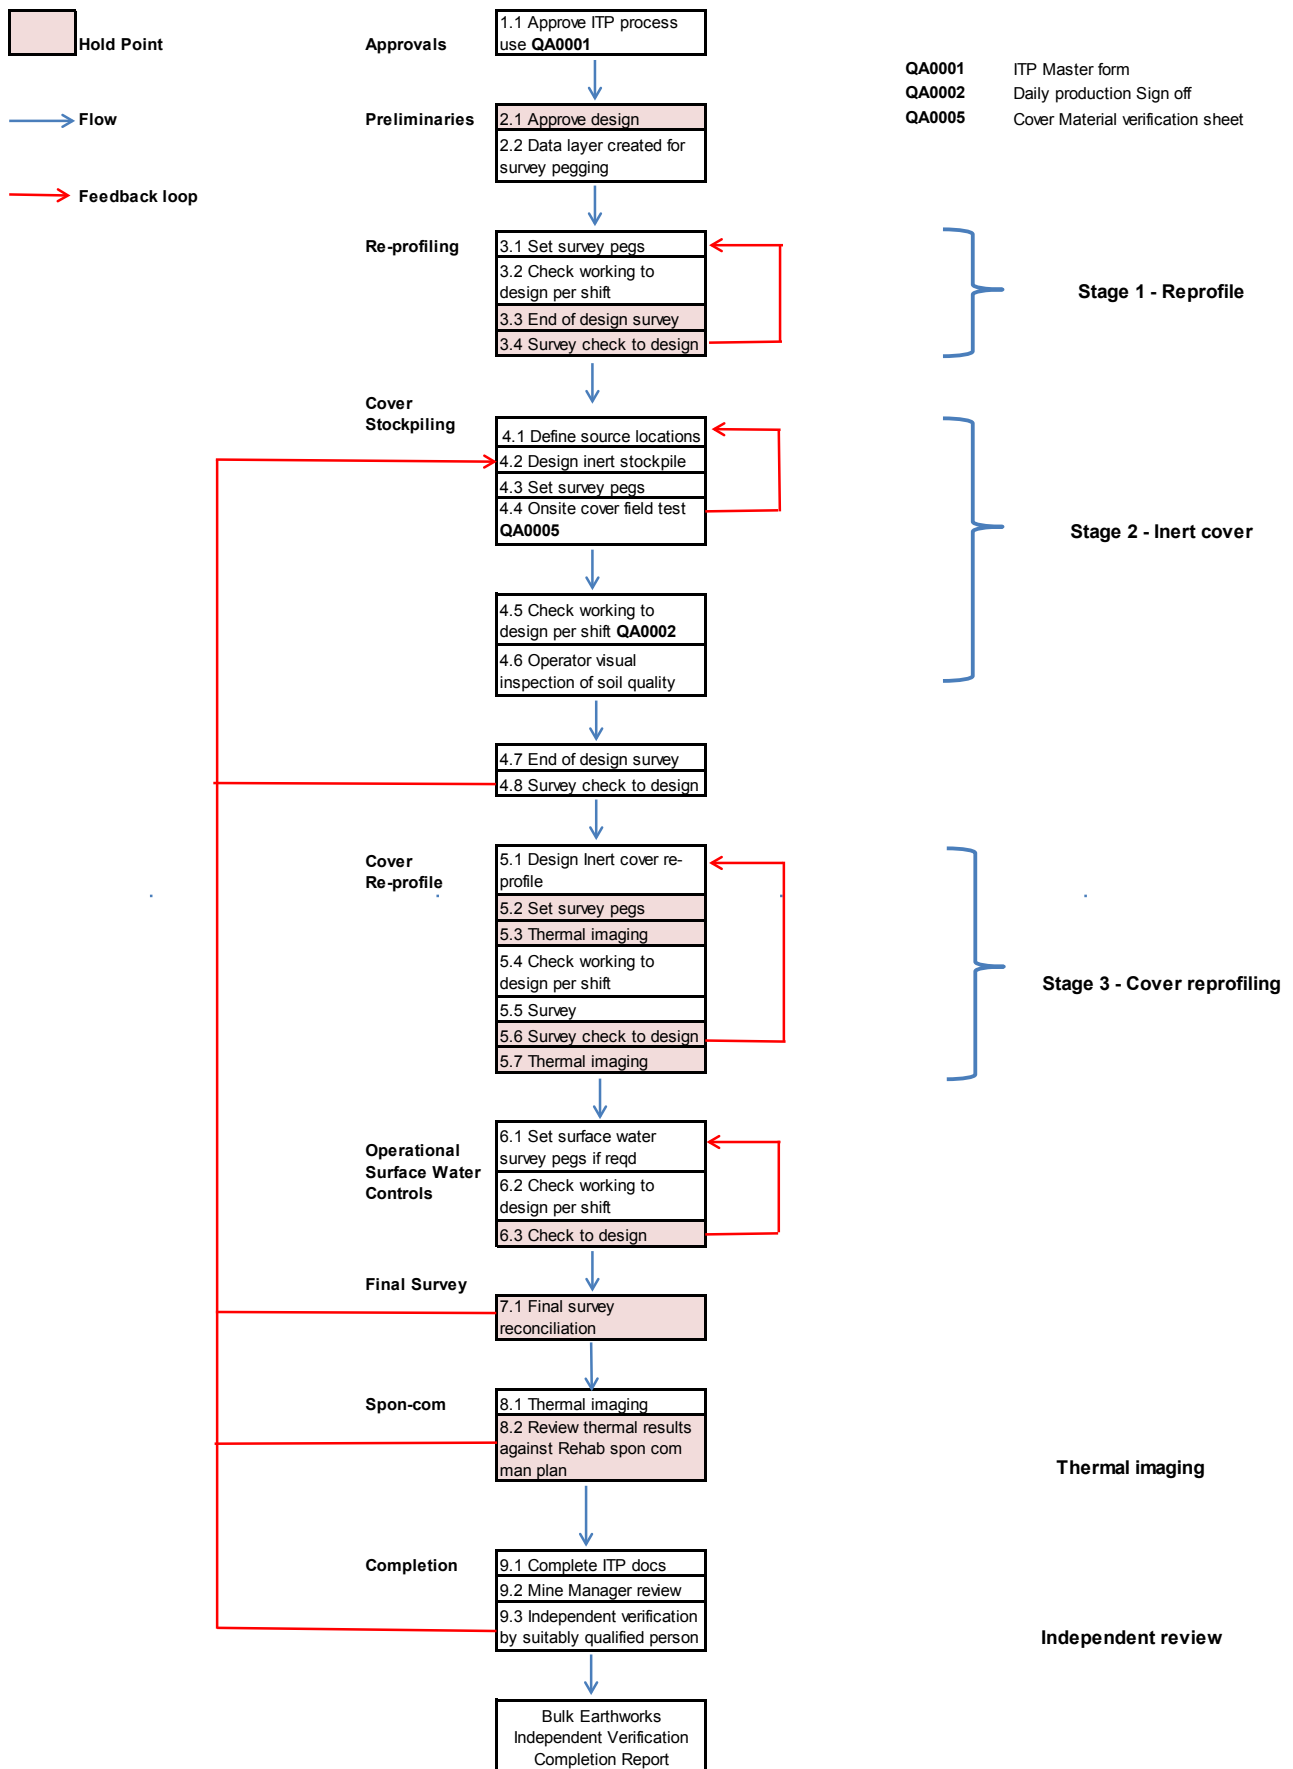 Hold Point
Flow
Feedback loop
QA0001 ITP Master form
QA0002 Daily production Sign off
QA0005 Cover Material verification sheet
Approvals
1.1 Approve ITP process
use QA0001
Preliminaries
2.1 Approve design
2.2 Data layer created for
survey pegging
Re-profiling
3.1 Set survey pegs
3.2 Check working to
design per shift
3.3 End of design survey
3.4 Survey check to design
Stage 1 - Reprofile
Cover
Stockpiling
4.1 Define source locations
4.2 Design inert stockpile
4.3 Set survey pegs
4.4 Onsite cover field test
QA0005
4.5 Check working to
design per shift QA0002
4.6 Operator visual
inspection of soil quality
4.7 End of design survey
4.8 Survey check to design
Stage 2 - Inert cover
Cover
Re-profile
5.1 Design Inert cover re-
profile
5.2 Set survey pegs
5.3 Thermal imaging
5.4 Check working to
design per shift
5.5 Survey
5.6 Survey check to design
5.7 Thermal imaging
Stage 3 - Cover reprofiling
Operational
Surface Water
Controls
6.1 Set surface water
survey pegs if reqd
6.2 Check working to
design per shift
6.3 Check to design
Final Survey
7.1 Final survey
reconciliation
Spon-com
8.1 Thermal imaging
8.2 Review thermal results
against Rehab spon com
man plan
Thermal imaging
Completion
9.1 Complete ITP docs
9.2 Mine Manager review
9.3 Independent verification
by suitably qualified person
Independent review
Bulk Earthworks
Independent Verification
Completion Report